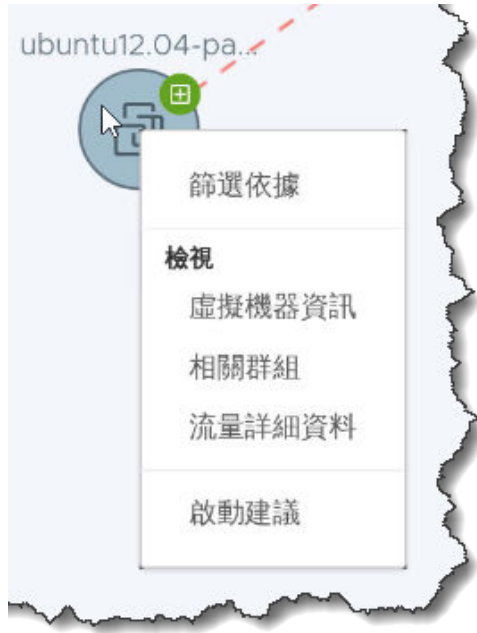 ubuntu12.04-pa...
篩選依據
檢視
虛擬機器資訊
相關群組
流量詳細資料
啟動建議